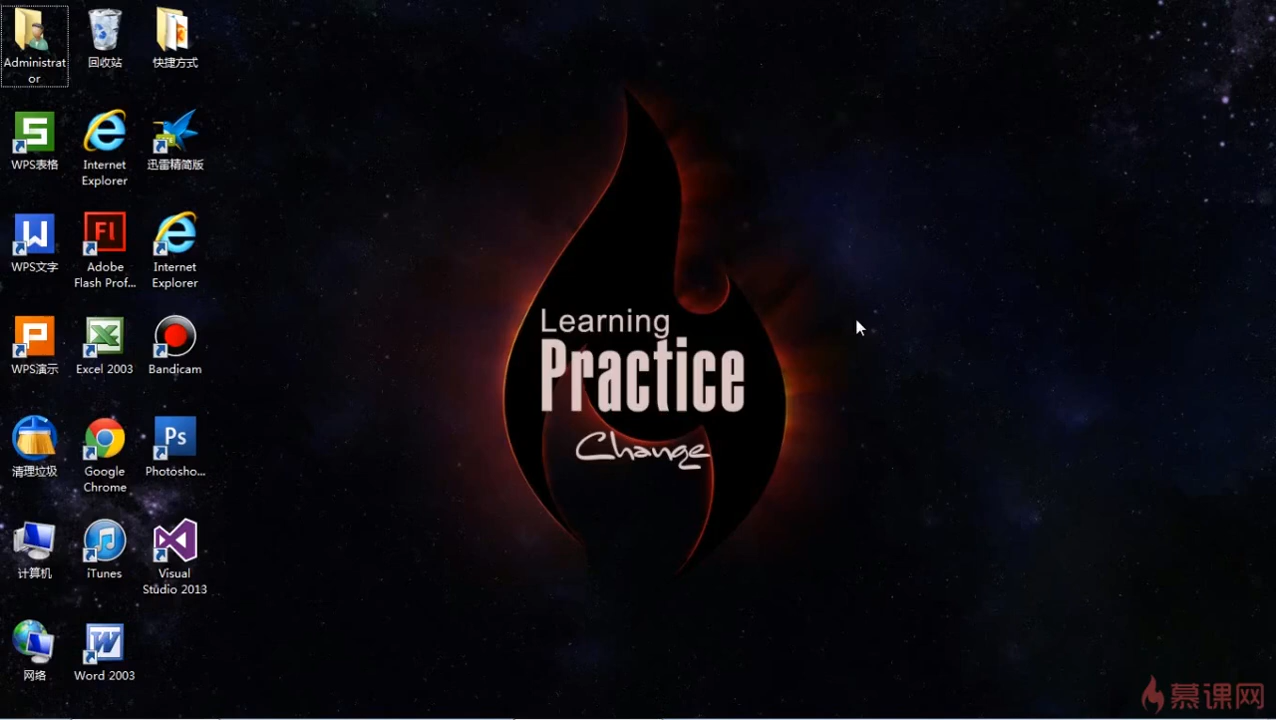 Administrat
or
回收站
快捷方式
WPS表格
Internet
Explorer
迅雷精简版
WPS文字
Adobe
Flash Prof...
Internet
Explorer
WPS演示
Excel 2003
Bandicam
清理垃圾
Google
Chrome
Photosho...
计算机
iTunes
Visual
Studio 2013
网络
Word 2003
Learning
Practice
Change
慕课网